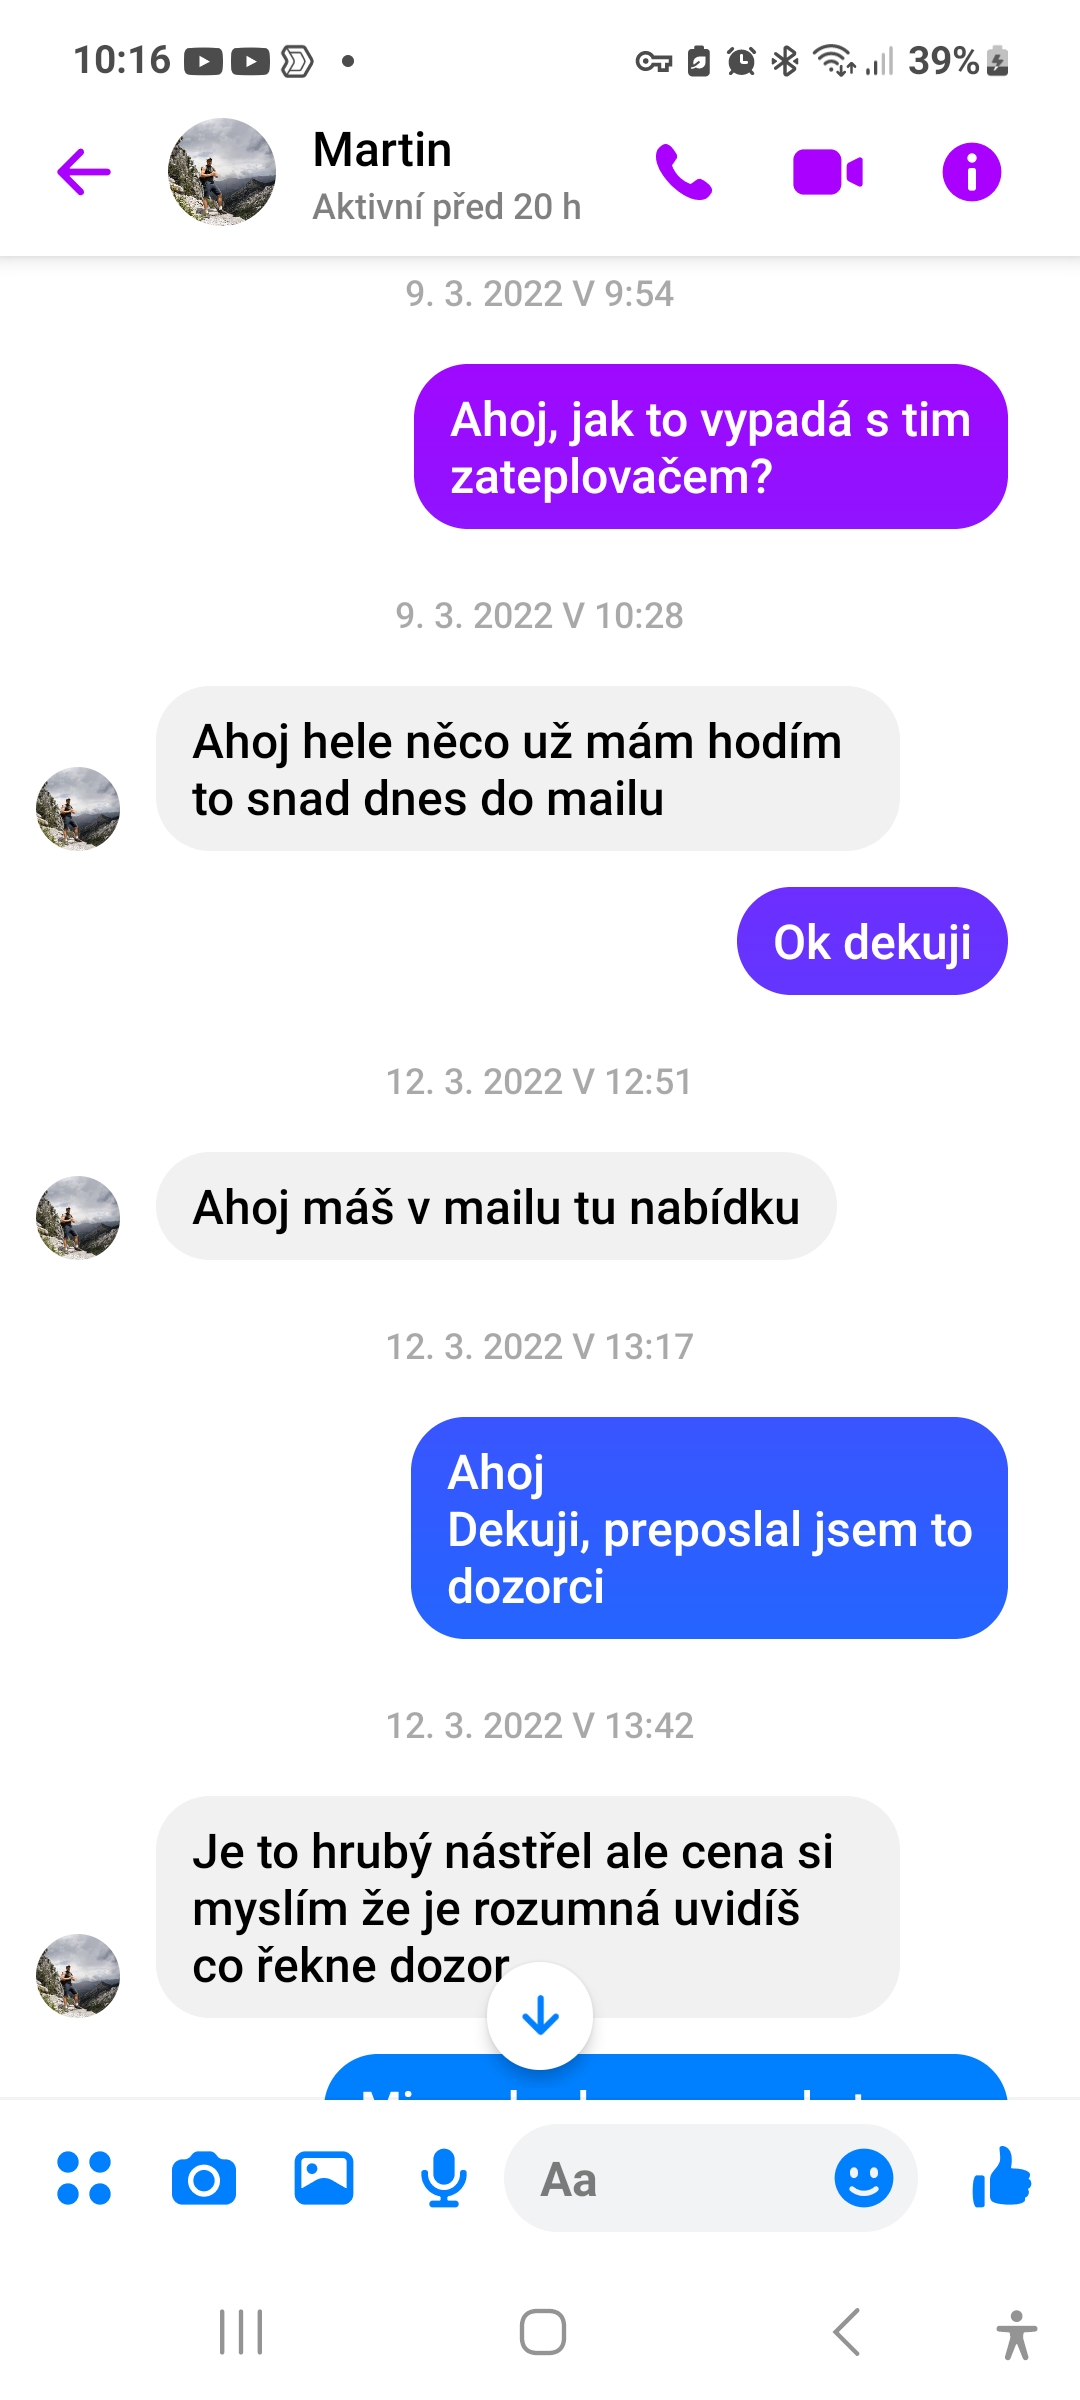 10:16
39%
Martin
Aktivní před 20 h
9. 3. 2022 V 9:54
Ahoj, jak to vypadá s tim
zateplovačem?
9. 3. 2022 V 10:28
Ahoj hele něco už mám hodím
to snad dnes do mailu
Ok dekuji
12. 3. 2022 V 12:51
Ahoj máš v mailu tu nabídku
12. 3. 2022 V 13:17
Ahoj
Dekuji, preposlal jsem to
dozorci
12. 3. 2022 V 13:42
Je to hrubý nástřel ale cena si
myslím že je rozumná uvidíš
co řekne dozor
Aa